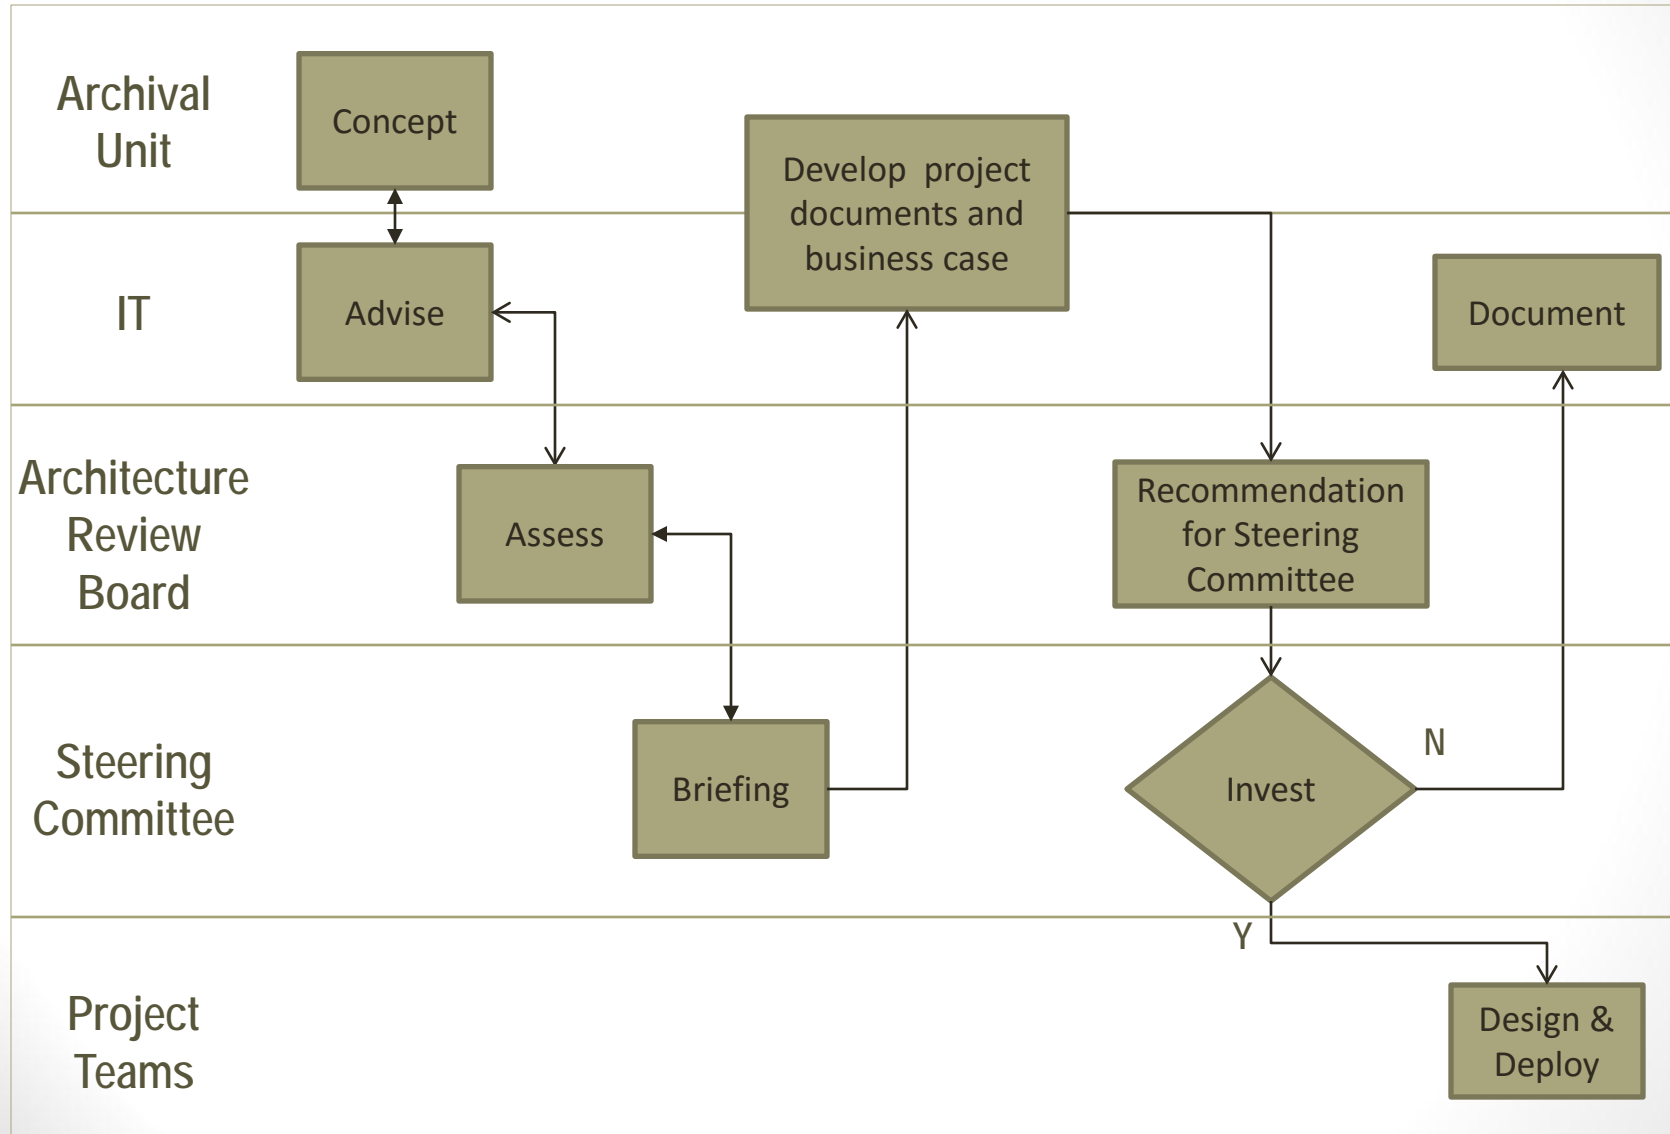 Archival
Unit
Concept
Develop  project
documents and
business case
IT
Advise
Document
Architecture
Review
Board
Assess
Recommendation
for Steering
Committee
Steering
Committee
Briefing
Invest
N
Y
Project
Teams
Design &
Deploy